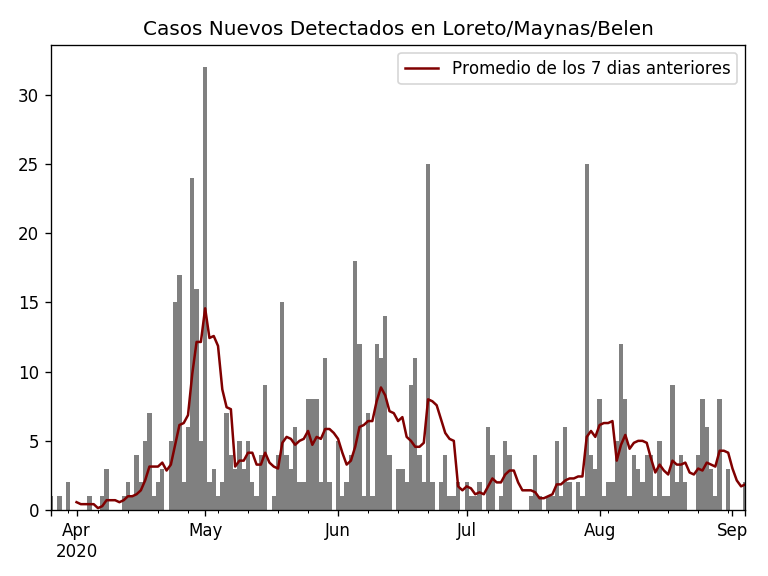 Casos Nuevos Detectados en Loreto/Maynas/Belen
Promedio de los 7 dias anteriores
30
25
20
15
10
5
0
Apr May Jun Jul Aug Sep
2020